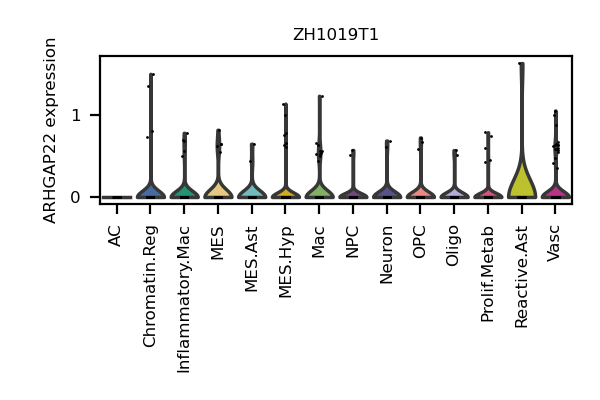 ZH1019T1
ARHGAP22 expression
1
0
AC
Chromatin.Reg
Inflammatory.Mac
MES
MES.Ast
MES.Hyp
Mac
NPC
Neuron
OPC
Oligo
Prolif.Metab
Reactive.Ast
Vasc